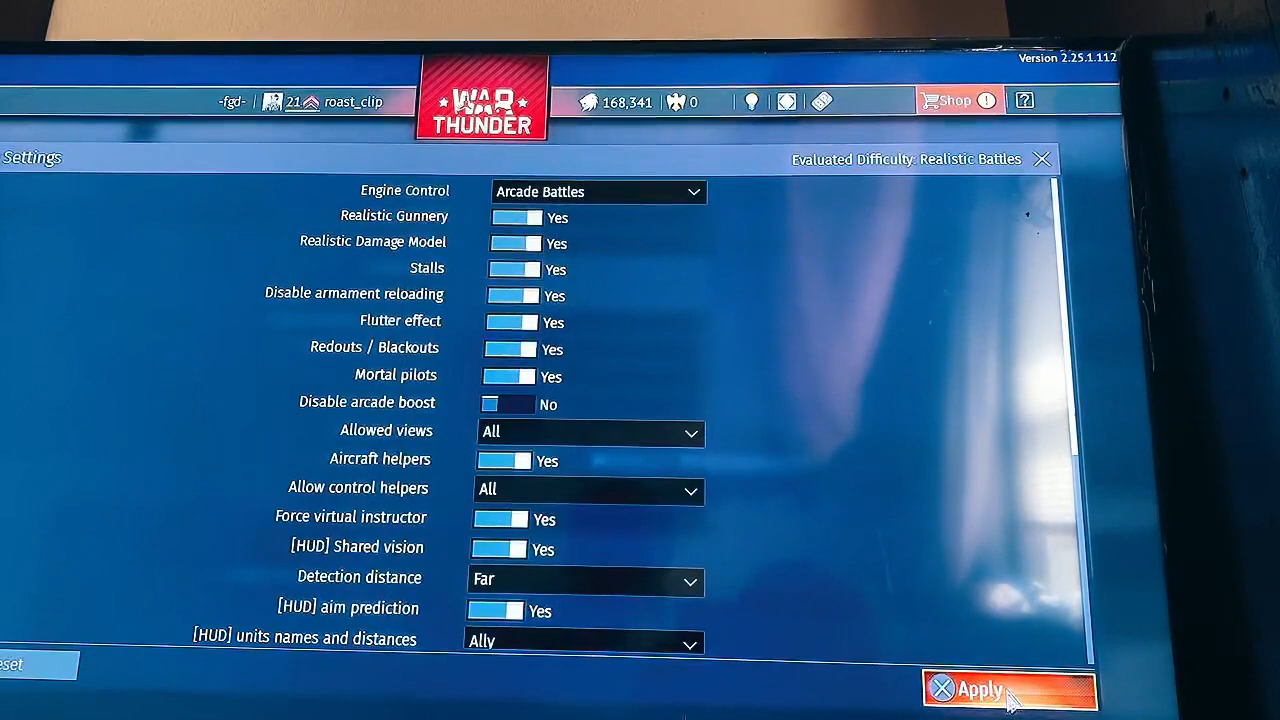 Version 2.25.1.112
-fgd- 21 roast_clip
WAR
THUNDER
168,341 0
Shop ! ?
Settings
Evaluated Difficulty: Realistic Battles
Engine Control Arcade Battles
Realistic Gunnery Yes
Realistic Damage Model Yes
Stalls Yes
Disable armament reloading Yes
Flutter effect Yes
Redouts / Blackouts Yes
Mortal pilots Yes
Disable arcade boost No
Allowed views All
Aircraft helpers Yes
Allow control helpers All
Force virtual instructor Yes
[HUD] Shared vision Yes
Detection distance Far
[HUD] aim prediction Yes
[HUD] units names and distances Ally
eset
Apply